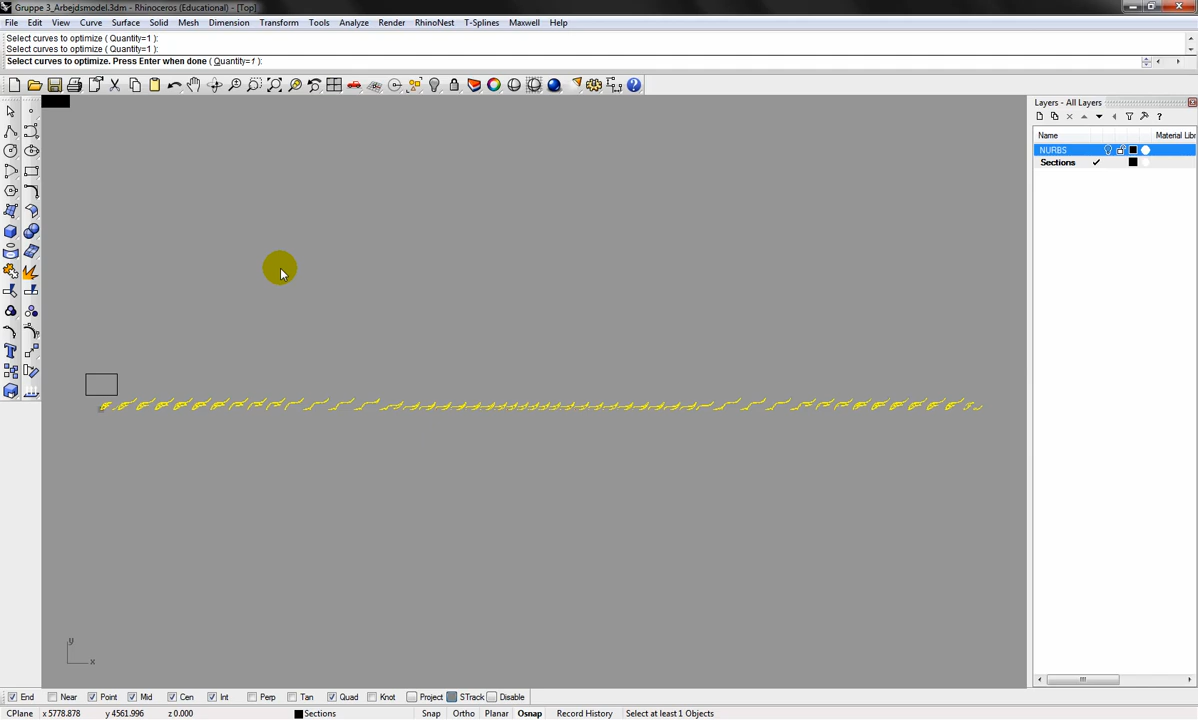 Gruppe 3_Arbejdsmodel.3dm - Rhinoceros (Educational) - [Top]
File Edit View Curve Surface Solid Mesh Dimension Transform Tools Analyze Render RhinoNest T-Splines Maxwell Help
Select curves to optimize ( Quantity=1 ):
Select curves to optimize ( Quantity=1 ):
Select curves to optimize. Press Enter when done ( Quantity=1 ):
Layers - All Layers
Name Material Libr
NURBS
Sections
y
x
End Near Point Mid Cen Int Perp Tan Quad Knot Project STrack Disable
CPlane x 5778.878 y 4561.996 z 0.000 Sections Snap Ortho Planar Osnap Record History Select at least 1 Objects